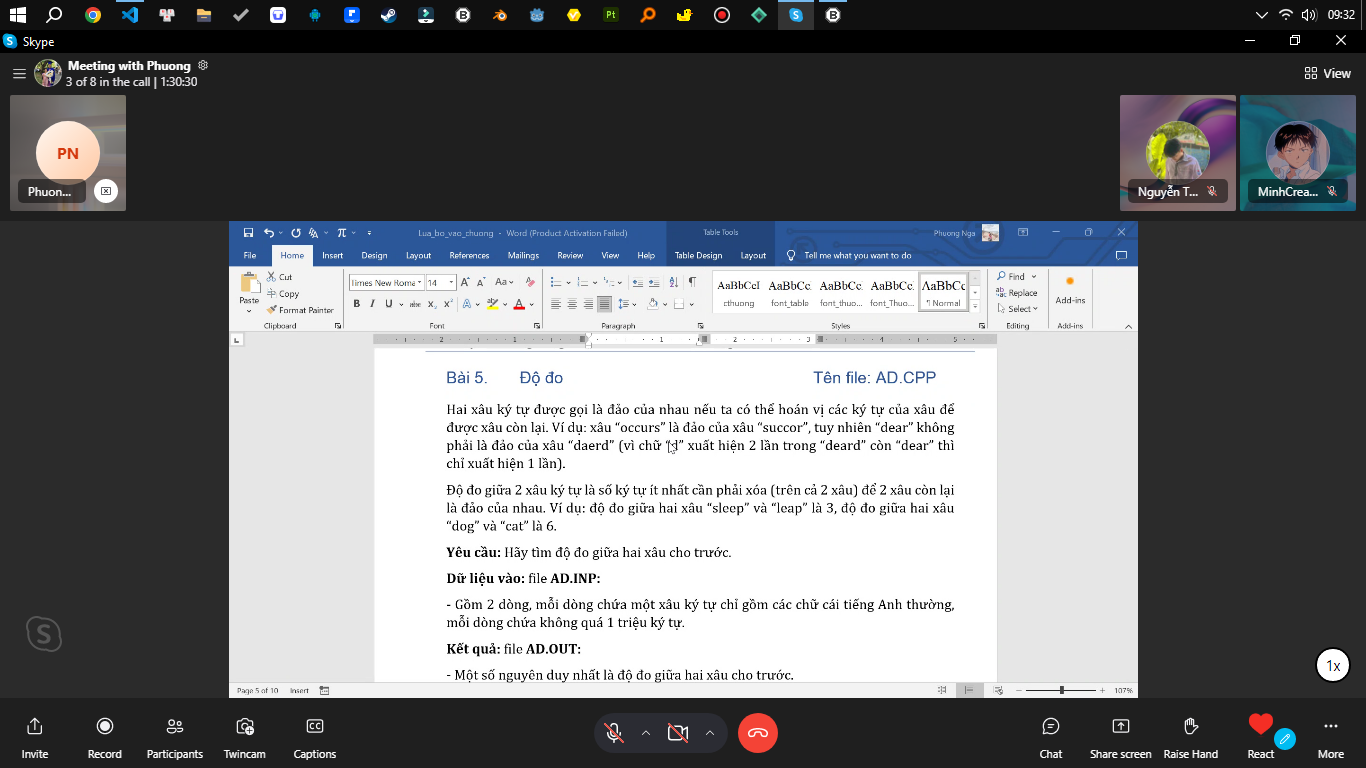 09:32
Skype
Meeting with Phuong
3 of 8 in the call | 1:30:30
View
PN
Phuon...
Nguyễn T...
MinhCrea...
Lua_bo_vao_chuong - Word (Product Activation Failed)
Table Tools
Phuong Nga
File Home Insert Design Layout References Mailings Review View Help Table Design Layout Tell me what you want to do
Paste
Cut
Copy
Format Painter
Clipboard
Times New Roma
14
Font
Paragraph
AaBbCcI AaBbCc. AaBbCc. AaBbCc. AaBbCc
cthuong font_table font_thuo... font_Thuo... ¶ Normal
Styles
Find
Replace
Select
Editing
Add-ins
Add-ins
Bài 5. Độ đo Tên file: AD.CPP
Hai xâu ký tự được gọi là đảo của nhau nếu ta có thể hoán vị các ký tự của xâu để
được xâu còn lại. Ví dụ: xâu “occurs” là đảo của xâu “succor”, tuy nhiên “dear” không
phải là đảo của xâu “daerd” (vì chữ “d” xuất hiện 2 lần trong “deard” còn “dear” thì
chỉ xuất hiện 1 lần).
Độ đo giữa 2 xâu ký tự là số ký tự ít nhất cần phải xóa (trên cả 2 xâu) để 2 xâu còn lại
là đảo của nhau. Ví dụ: độ đo giữa hai xâu “sleep” và “leap” là 3, độ đo giữa hai xâu
“dog” và “cat” là 6.
Yêu cầu: Hãy tìm độ đo giữa hai xâu cho trước.
Dữ liệu vào: file AD.INP:
- Gồm 2 dòng, mỗi dòng chứa một xâu ký tự chỉ gồm các chữ cái tiếng Anh thường,
mỗi dòng chứa không quá 1 triệu ký tự.
Kết quả: file AD.OUT:
- Một số nguyên duy nhất là độ đo giữa hai xâu cho trước.
Page 5 of 10 Insert
107%
1x
Invite Record Participants Twincam Captions
Chat Share screen Raise Hand React More